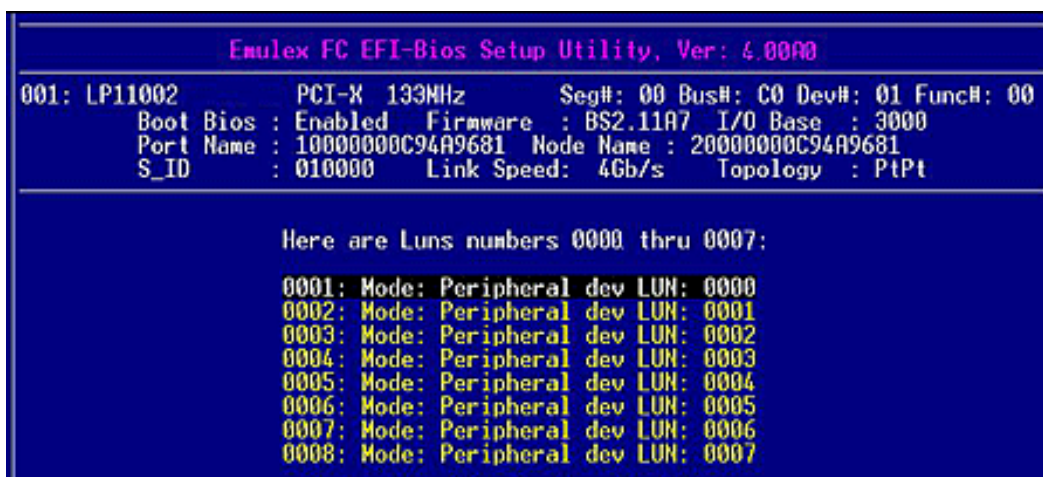 Emulex FC EFI-Bios Setup Utility, Ver: 4.00A0
001: LP11002 PCI-X 133MHz Seg#: 00 Bus#: C0 Dev#: 01 Func#: 00
Boot Bios : Enabled Firmware : BS2.11A7 I/O Base : 3000
Port Name : 10000000C94A9681 Node Name : 20000000C94A9681
S_ID : 010000 Link Speed: 4Gb/s Topology : PtPt
Here are Luns numbers 0000 thru 0007:
0001: Mode: Peripheral dev LUN: 0000
0002: Mode: Peripheral dev LUN: 0001
0003: Mode: Peripheral dev LUN: 0002
0004: Mode: Peripheral dev LUN: 0003
0005: Mode: Peripheral dev LUN: 0004
0006: Mode: Peripheral dev LUN: 0005
0007: Mode: Peripheral dev LUN: 0006
0008: Mode: Peripheral dev LUN: 0007